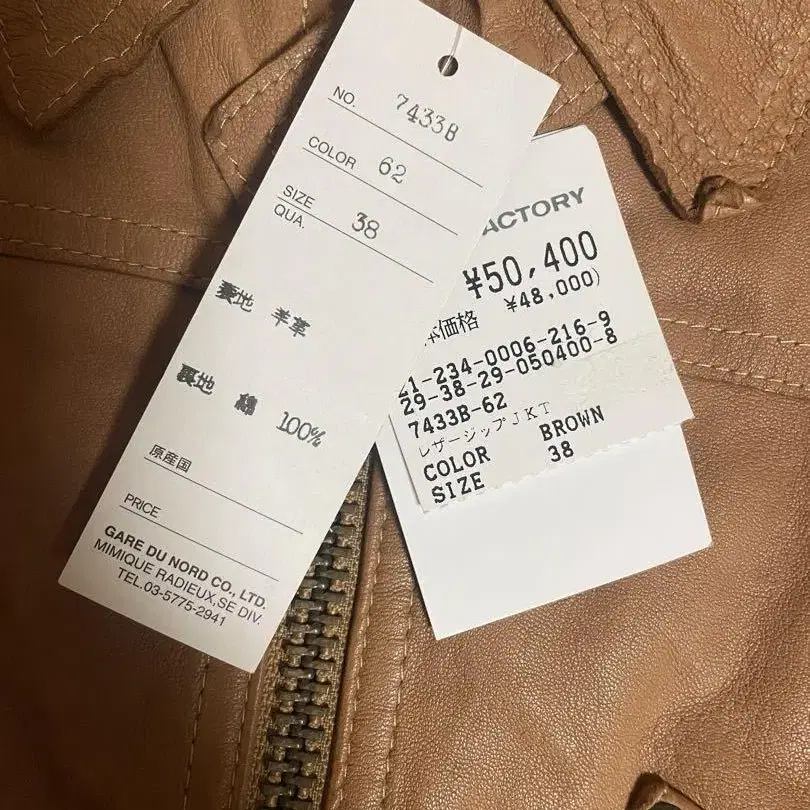 NO. 7433B
COLOR 62
SIZE
QUA. 38
表地 羊革
裏地 綿 100%
原産国
PRICE
GARE DU NORD CO., LTD.
MIMIQUE RADIEUX,SE DIV.
TEL.03-5775-2941
ACTORY
¥50,400
¥48,000)
本価格
21-234-0006-216-9
29-38-29-050400-8
7433B-62
レザージップJKT
COLOR BROWN
SIZE 38